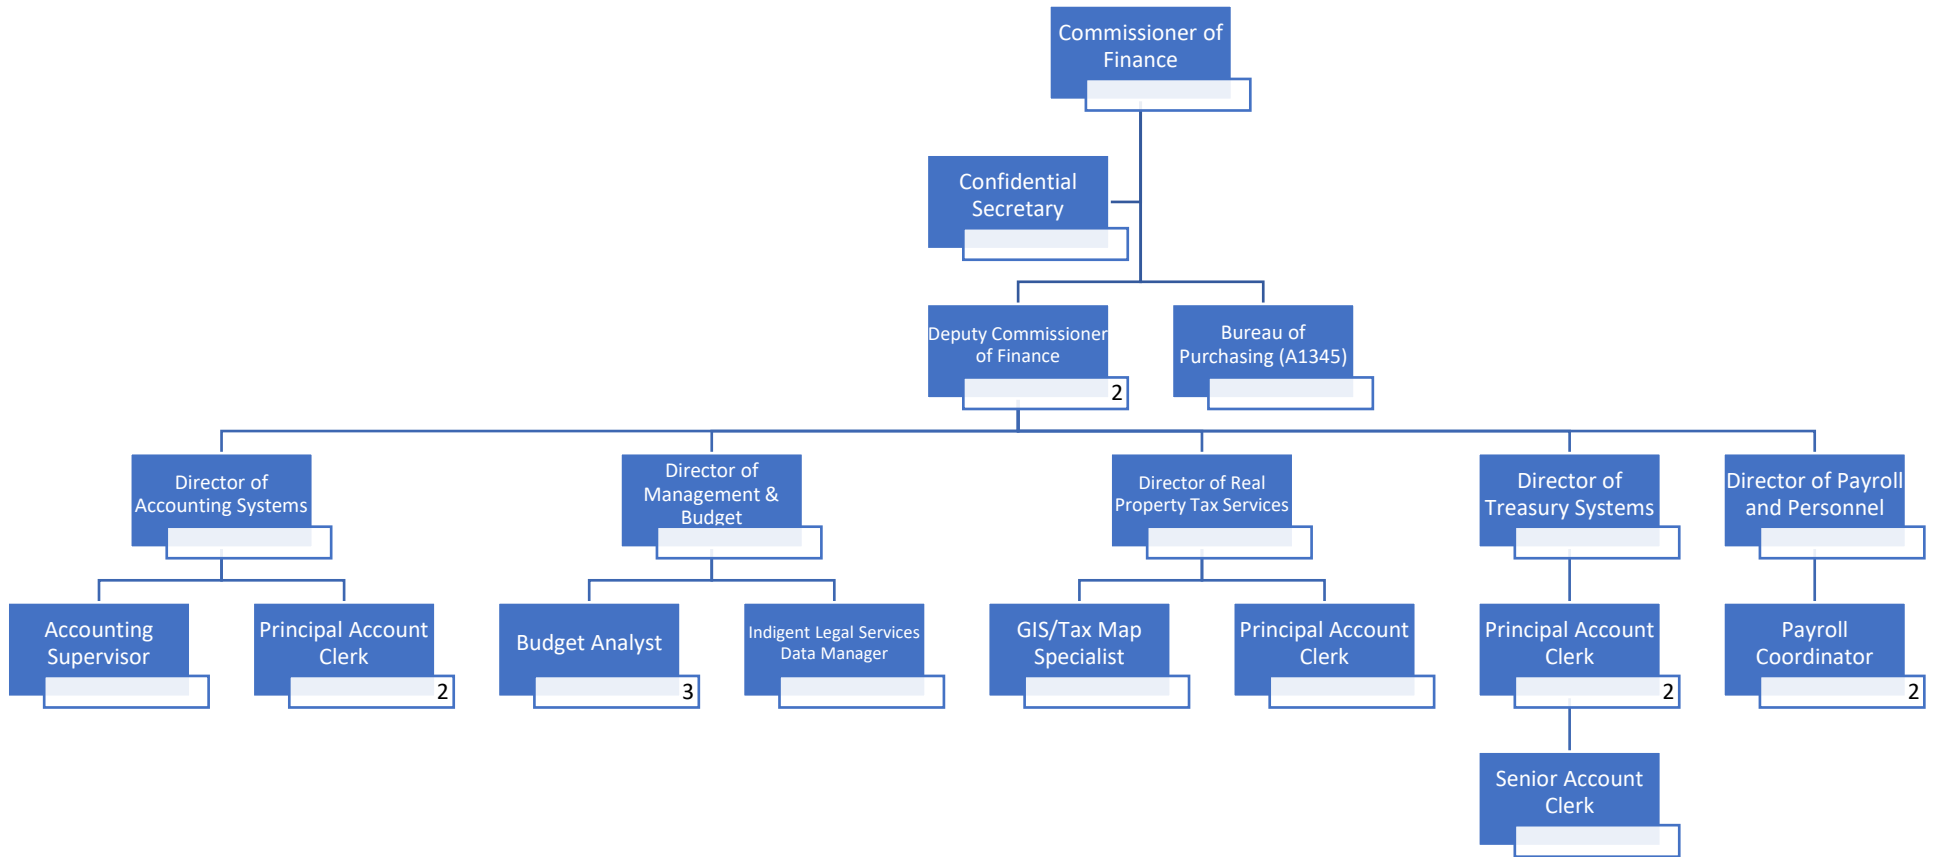 Commissioner of
Finance
Confidential
Secretary
Deputy Commissioner
of Finance
2
Bureau of
Purchasing (A1345)
Director of
Accounting Systems
Director of
Management &
Budget
Director of Real
Property Tax Services
Director of
Treasury Systems
Director of Payroll
and Personnel
Accounting
Supervisor
Principal Account
Clerk
2
Budget Analyst
3
Indigent Legal Services
Data Manager
GIS/Tax Map
Specialist
Principal Account
Clerk
Principal Account
Clerk
2
Payroll
Coordinator
2
Senior Account
Clerk